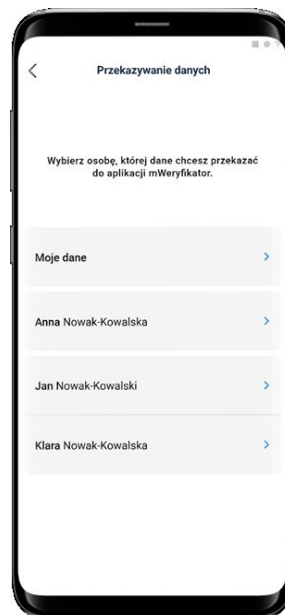 Przekazywanie danych
Wybierz osobę, której dane chcesz przekazać
do aplikacji mWeryfikator.
Moje dane
Anna Nowak-Kowalska
Jan Nowak-Kowalski
Klara Nowak-Kowalska